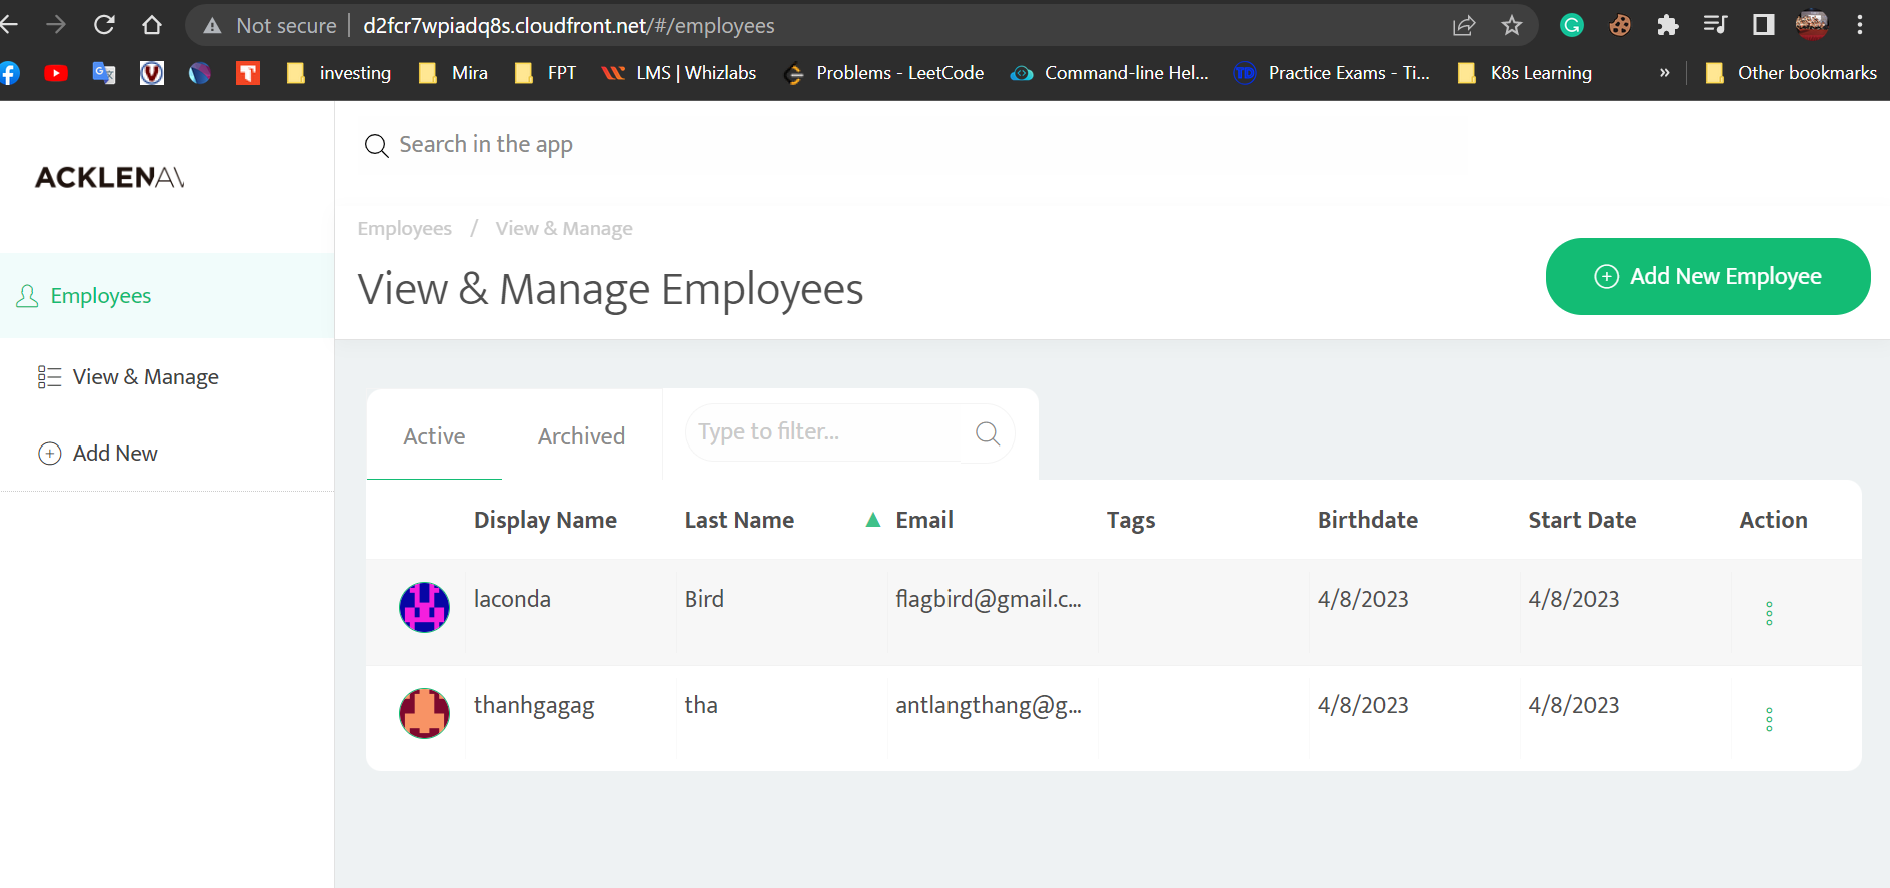 Not secure | d2fcr7wpiadq8s.cloudfront.net/#/employees
investing Mira FPT LMS | Whizlabs Problems - LeetCode Command-line Hel... Practice Exams - Ti... K8s Learning » Other bookmarks
Search in the app
ACKLENAV
Employees / View & Manage
View & Manage Employees
Add New Employee
Employees
View & Manage
Add New
Active Archived Type to filter...
Display Name Last Name ▲ Email Tags Birthdate Start Date Action
laconda Bird flagbird@gmail.c... 4/8/2023 4/8/2023
thanhgagag tha antlangthang@g... 4/8/2023 4/8/2023